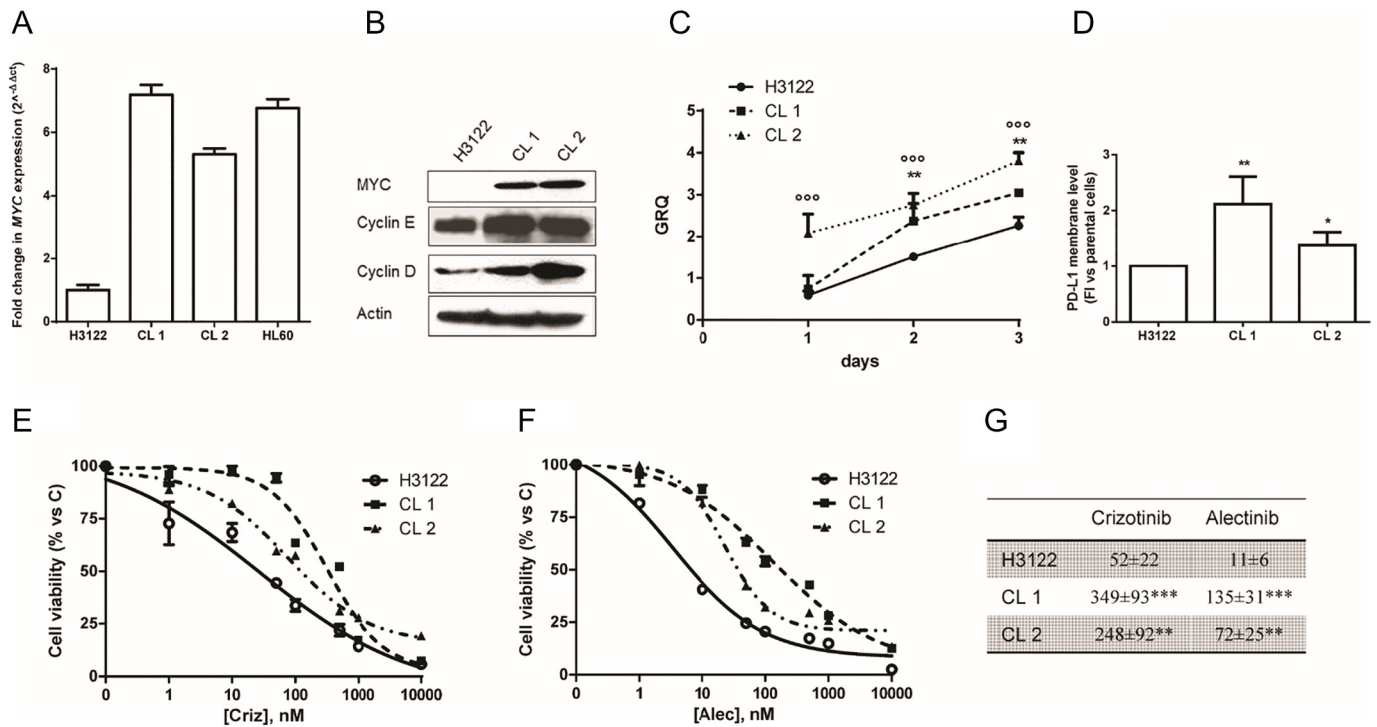 A
Fold change in MYC expression (2^-ΔΔct)
8
6
4
2
0
H3122 CL 1 CL 2 HL60
B
H3122 CL 1 CL 2
MYC
Cyclin E
Cyclin D
Actin
C
H3122
CL 1
CL 2
GRQ
5
4
3
2
1
0
°°° °°° °°°
** **
0 1 2 3
days
D
PD-L1 membrane level
(FI vs parental cells)
3
2
1
0
** *
H3122 CL 1 CL 2
E
Cell viability (% vs C)
100
75
50
25
0
H3122
CL 1
CL 2
0 1 10 100 1000 10000
[Criz], nM
F
Cell viability (% vs C)
100
75
50
25
0
H3122
CL 1
CL 2
0 1 10 100 1000 10000
[Alec], nM
G
Crizotinib Alectinib
H3122 52±22 11±6
CL 1 349±93*** 135±31***
CL 2 248±92** 72±25**